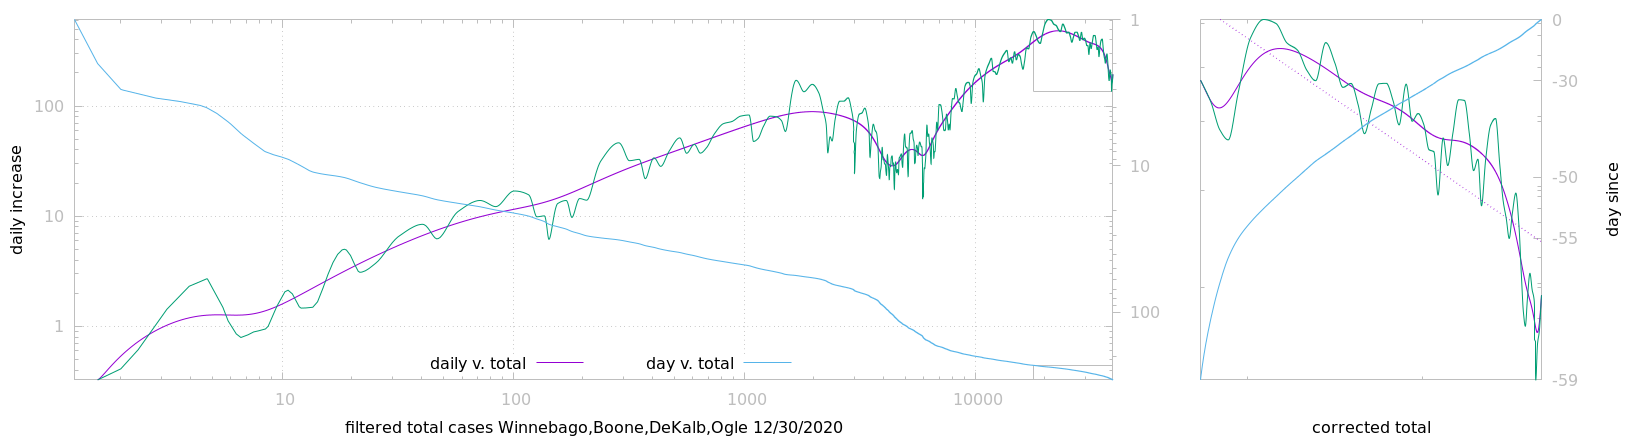 daily increase
100
10
1
10
100
1000
10000
1
10
100
daily v. total
day v. total
filtered total cases Winnebago,Boone,DeKalb,Ogle 12/30/2020
0
-30
-50
-55
-59
day since
corrected total